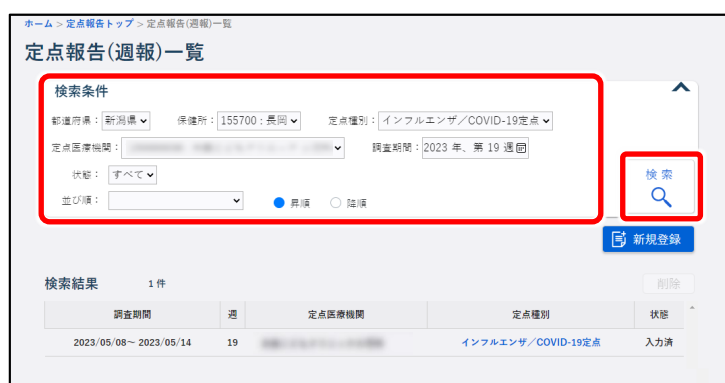 ホーム > 定点報告トップ > 定点報告(週報)一覧
定点報告(週報)一覧
検索条件
都道府県： 新潟県 保健所： 155700：長岡 定点種別： インフルエンザ／COVID-19定点
定点医療機関： 調査期間： 2023 年、第 19 週
状態： すべて
並び順： 昇順 降順
検索
新規登録
検索結果 1件 削除
調査期間 週 定点医療機関 定点種別 状態
2023/05/08～ 2023/05/14 19 インフルエンザ／COVID-19定点 入力済